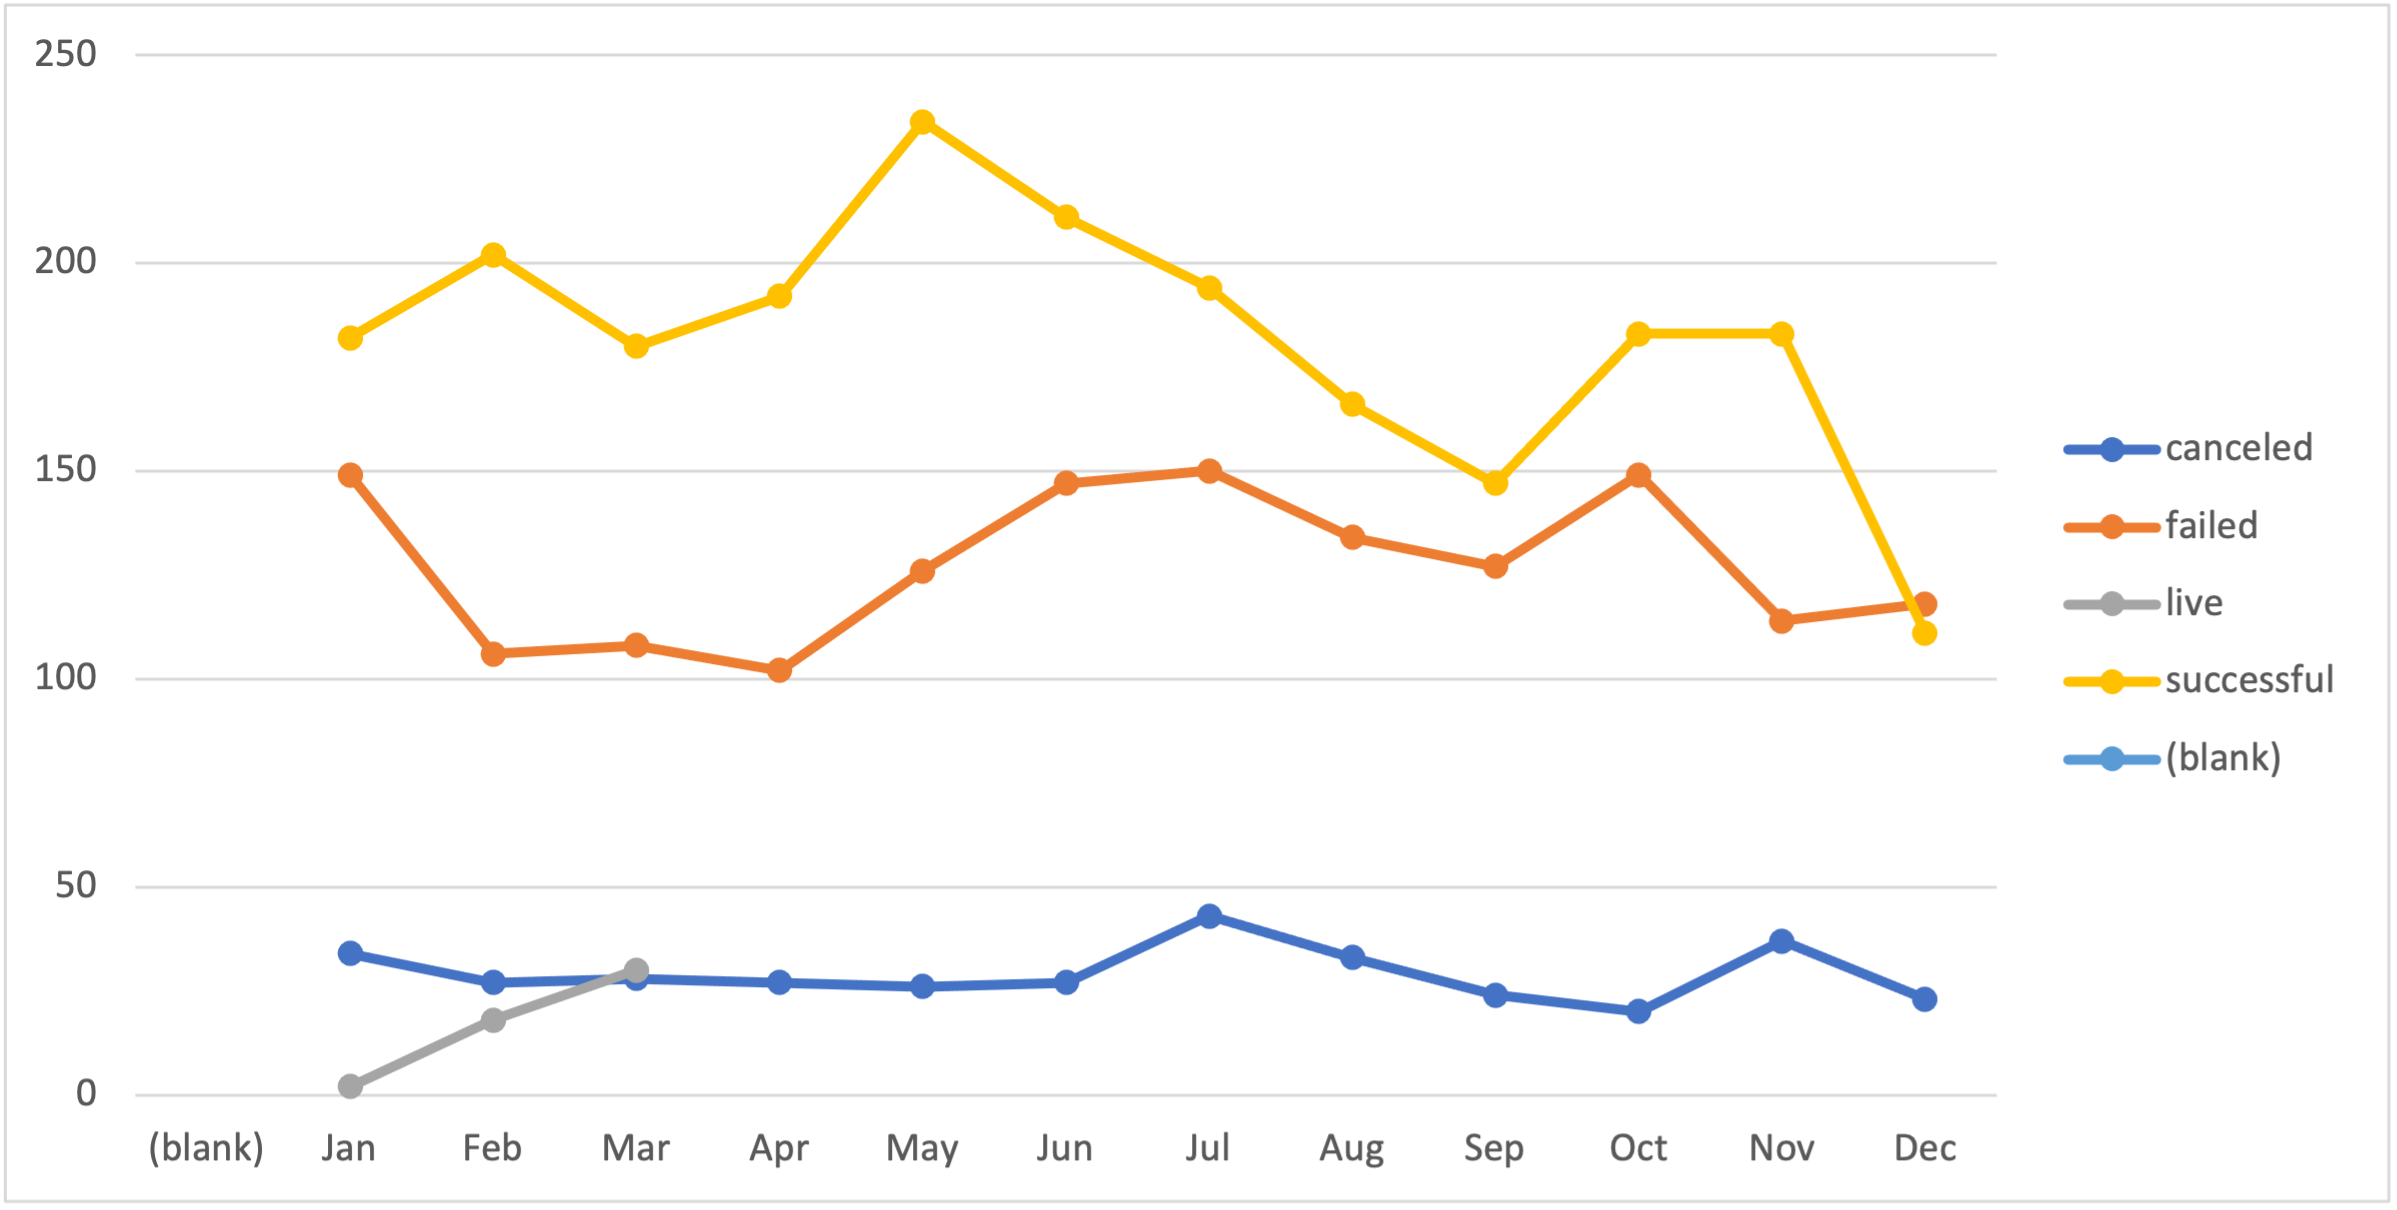 250
200
150
100
50
0
(blank) Jan Feb Mar Apr May Jun Jul Aug Sep Oct Nov Dec
canceled
failed
live
successful
(blank)